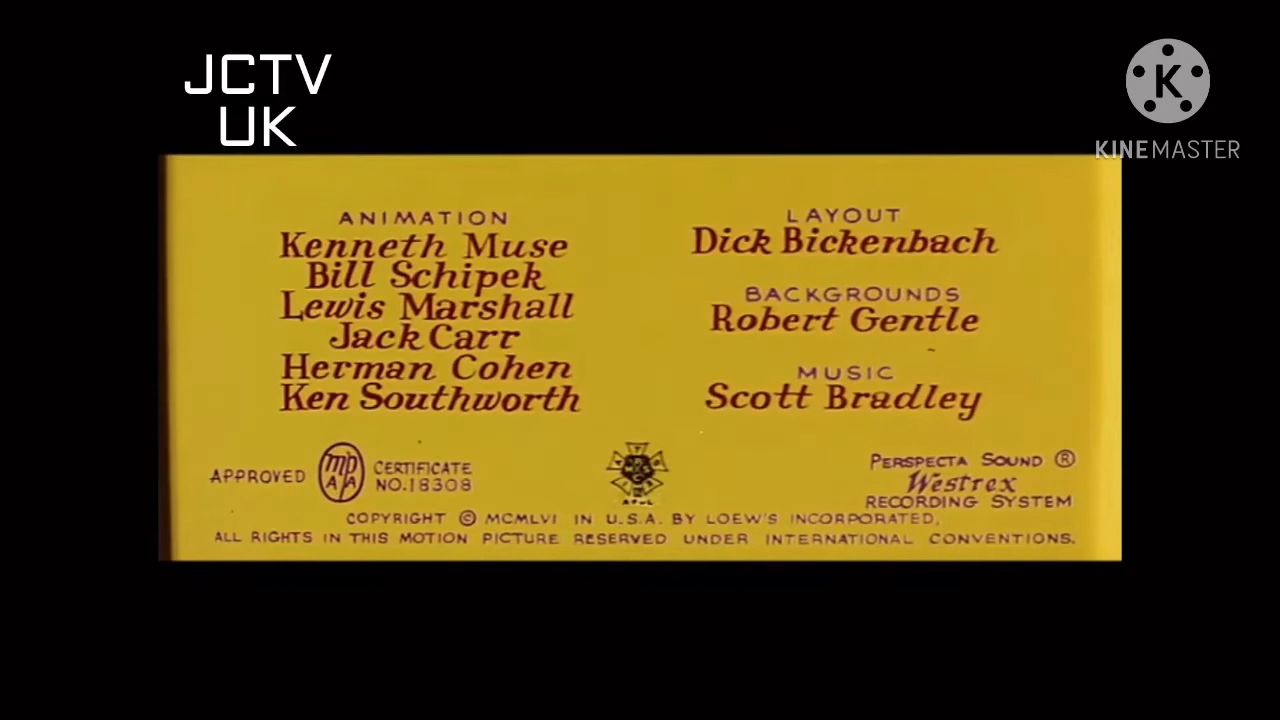 JCTV
UK
K
KINEMASTER
ANIMATION
Kenneth Muse
Bill Schipek
Lewis Marshall
Jack Carr
Herman Cohen
Ken Southworth
LAYOUT
Dick Bickenbach
BACKGROUNDS
Robert Gentle
MUSIC
Scott Bradley
APPROVED
MPAA
CERTIFICATE
NO.18308
PERSPECTA SOUND ®
Westrex
RECORDING SYSTEM
COPYRIGHT © MCMLVI IN U.S.A. BY LOEW'S INCORPORATED,
ALL RIGHTS IN THIS MOTION PICTURE RESERVED UNDER INTERNATIONAL CONVENTIONS.